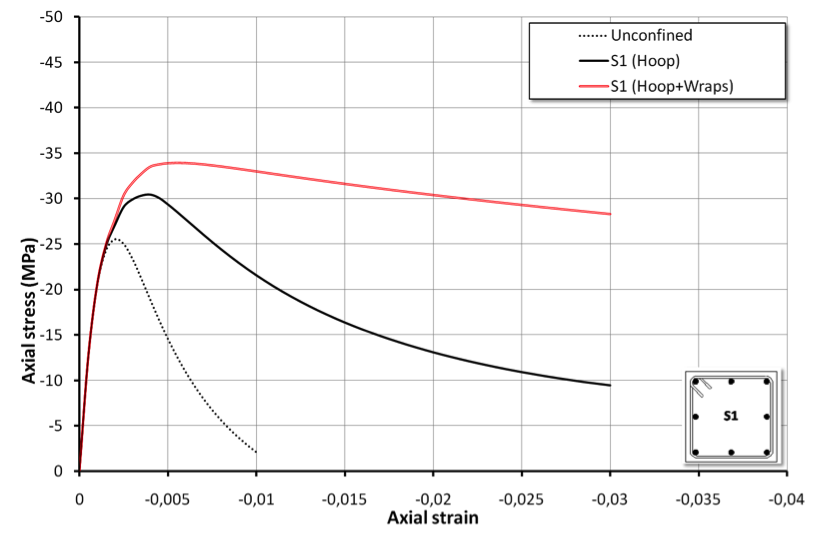 -50
-45
-40
-35
-30
-25
-20
-15
-10
-5
0
Axial stress (MPa)
Unconfined
S1 (Hoop)
S1 (Hoop+Wraps)
S1
0 -0,005 -0,01 -0,015 -0,02 -0,025 -0,03 -0,035 -0,04
Axial strain